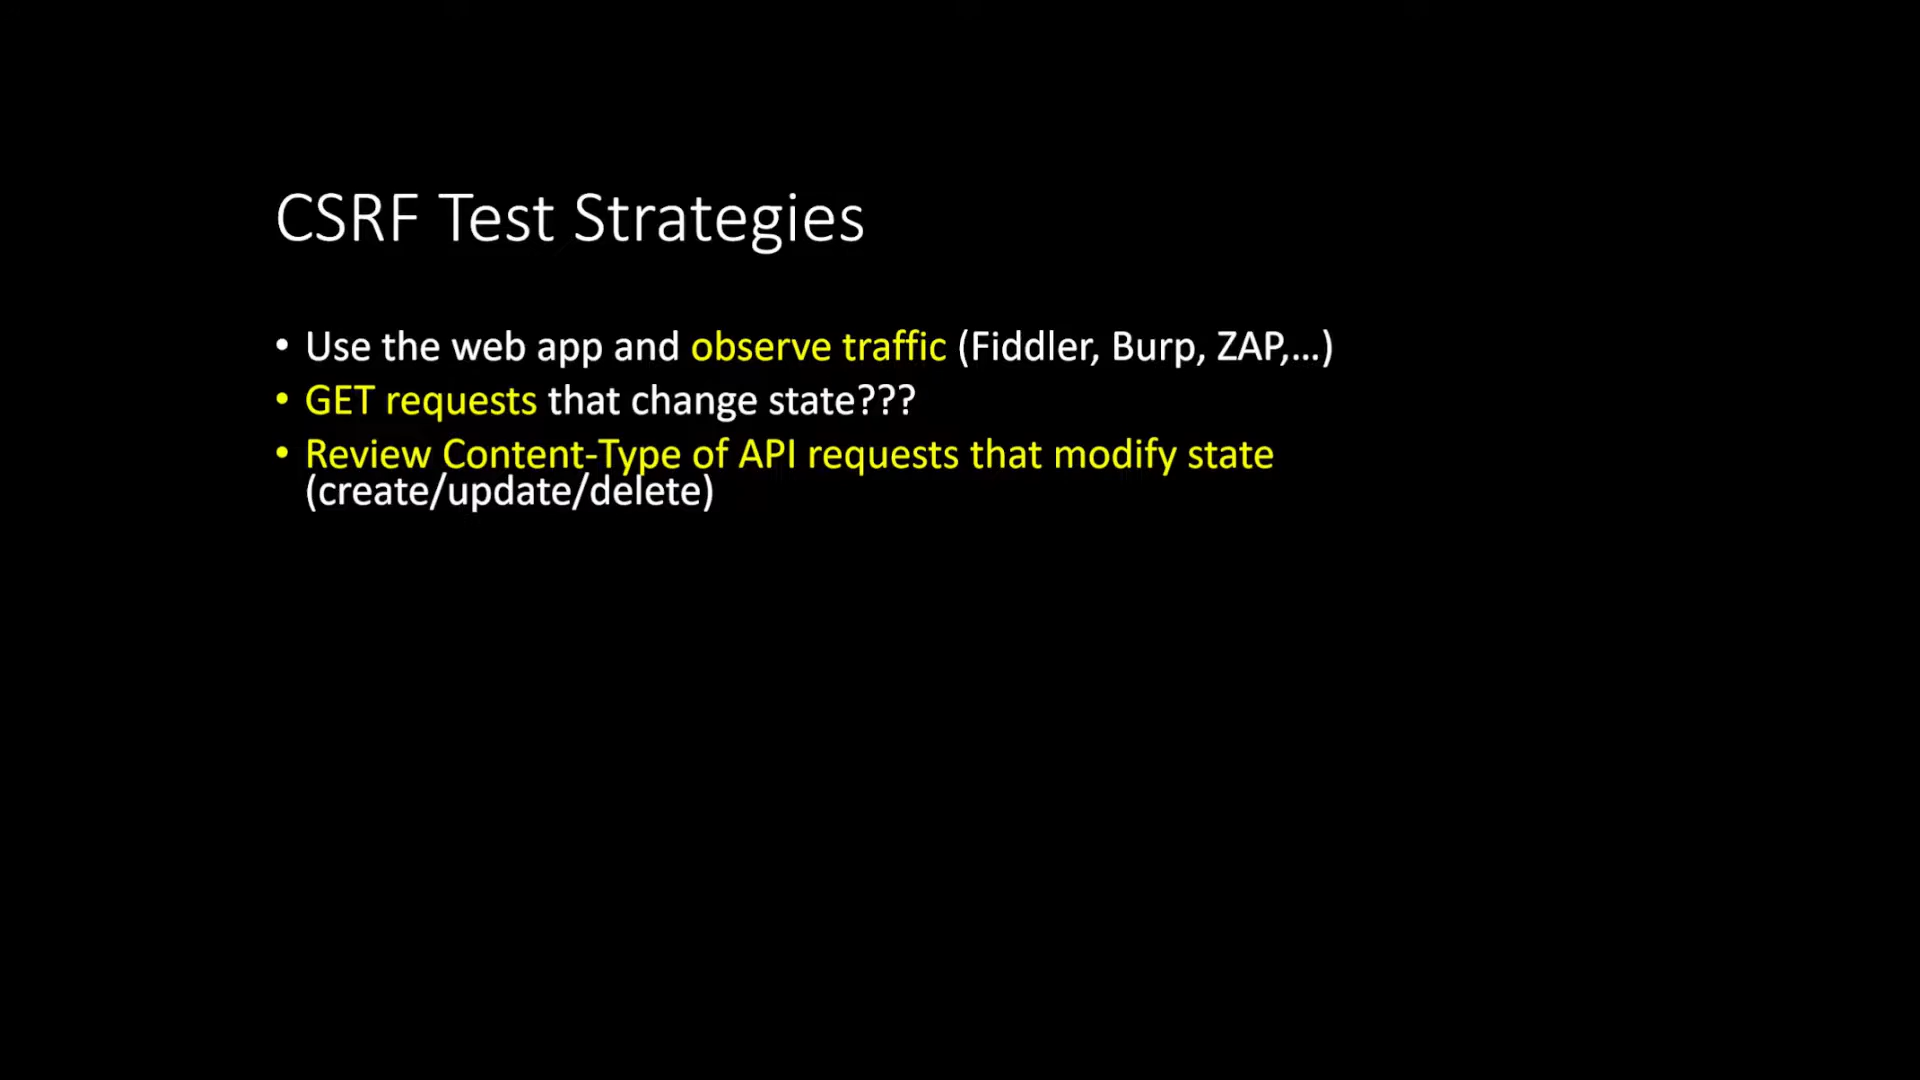 CSRF Test Strategies
• Use the web app and observe traffic (Fiddler, Burp, ZAP,...)
• GET requests that change state???
• Review Content-Type of API requests that modify state
(create/update/delete)